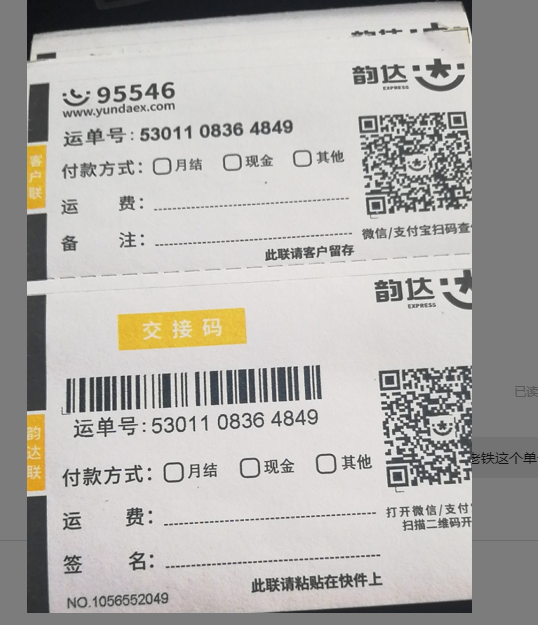 韵达
95546
www.yundaex.com
韵达
EXPRESS
运单号：53011 0836 4849
客户联
付款方式： 月结 现金 其他
运 费：
备 注：
微信/支付宝扫码查
此联请客户留存
韵达
EXPRESS
交接码
运单号：53011 0836 4849
韵达联
付款方式： 月结 现金 其他
运 费：
打开微信/支付
扫描二维码开
签 名：
此联请粘贴在快件上
NO.1056552049
已读
老铁这个单